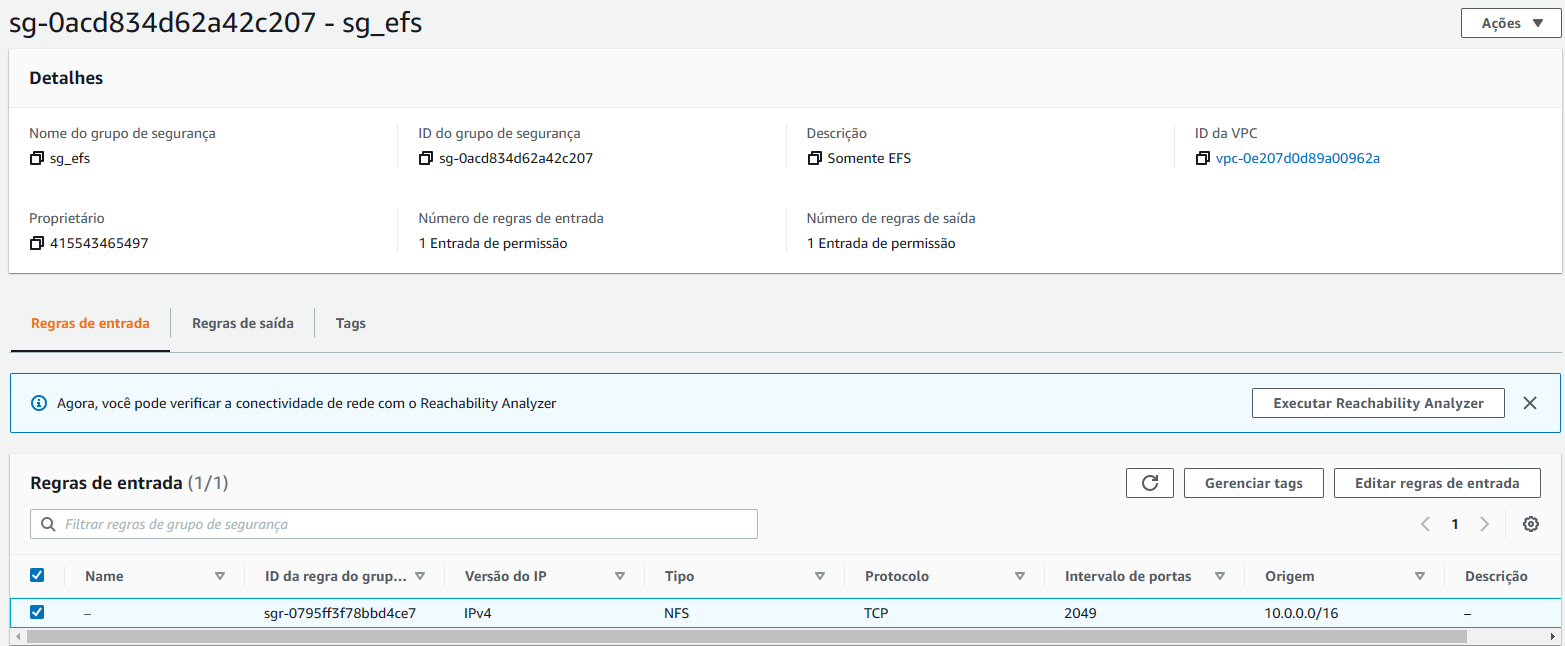 sg-0acd834d62a42c207 - sg_efs
Ações
Detalhes
Nome do grupo de segurança
sg_efs
ID do grupo de segurança
sg-0acd834d62a42c207
Descrição
Somente EFS
ID da VPC
vpc-0e207d0d89a00962a
Proprietário
415543465497
Número de regras de entrada
1 Entrada de permissão
Número de regras de saída
1 Entrada de permissão
Regras de entrada
Regras de saída
Tags
Agora, você pode verificar a conectividade de rede com o Reachability Analyzer
Executar Reachability Analyzer
Regras de entrada (1/1)
Gerenciar tags
Editar regras de entrada
Filtrar regras de grupo de segurança
1
Name ID da regra do grup... Versão do IP Tipo Protocolo Intervalo de portas Origem Descrição
– sgr-0795ff3f78bbd4ce7 IPv4 NFS TCP 2049 10.0.0.0/16 –